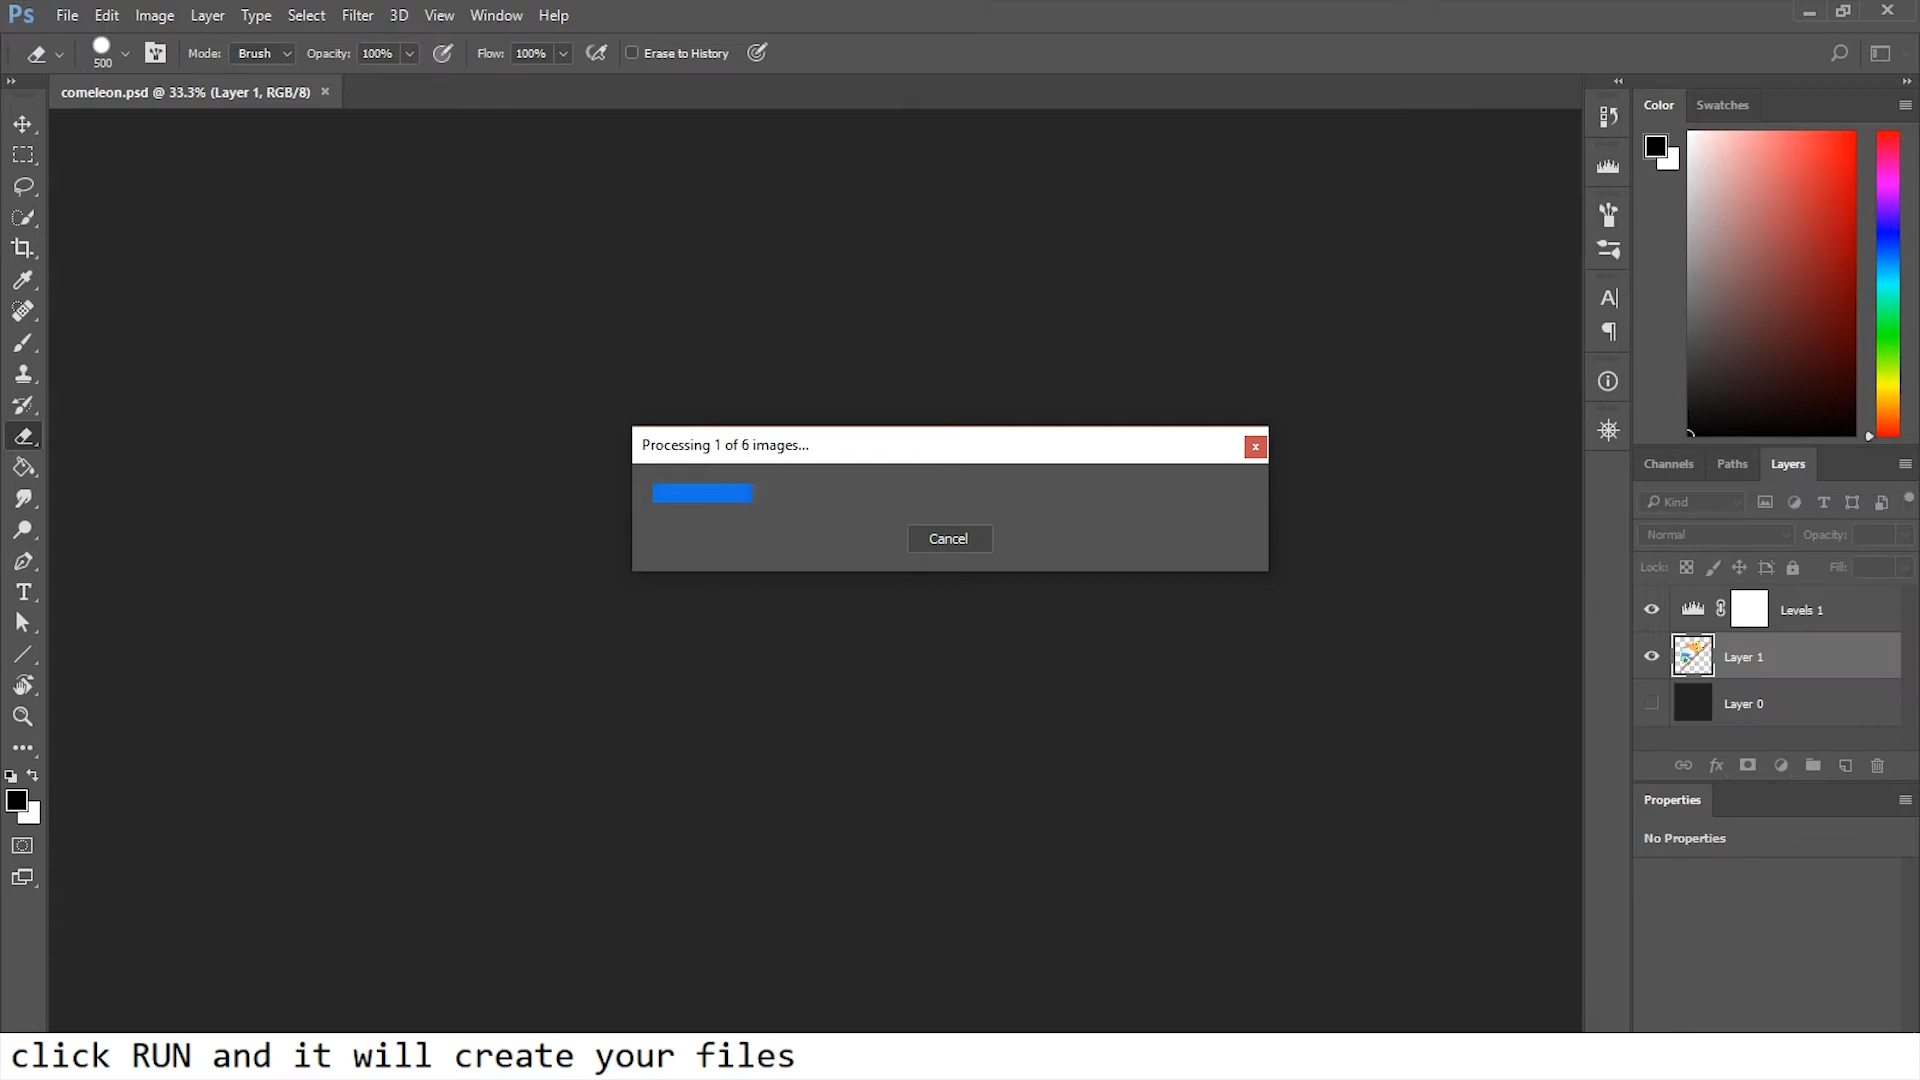 Ps File Edit Image Layer Type Select Filter 3D View Window Help
500 Mode: Brush Opacity: 100% Flow: 100% Erase to History
comeleon.psd @ 33.3% (Layer 1, RGB/8)
Color Swatches
Processing 1 of 6 images...
Cancel
Channels Paths Layers
Kind
Normal Opacity:
Lock: Fill:
Levels 1
Layer 1
Layer 0
fx
Properties
No Properties
click RUN and it will create your files